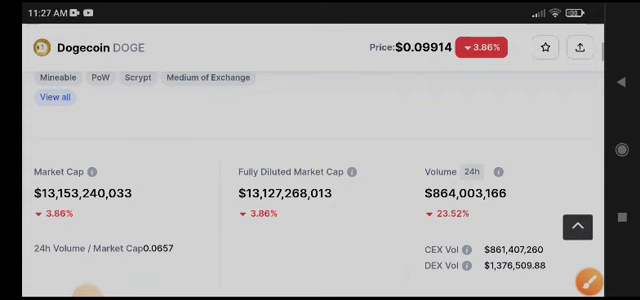 11:27 AM
Dogecoin DOGE
Price:$0.09914
3.86%
Mineable PoW Scrypt Medium of Exchange
View all
Market Cap
$13,153,240,033
3.86%
24h Volume / Market Cap0.0657
Fully Diluted Market Cap
$13,127,268,013
3.86%
Volume 24h
$864,003,166
23.52%
CEX Vol $861,407,260
DEX Vol $1,376,509.88